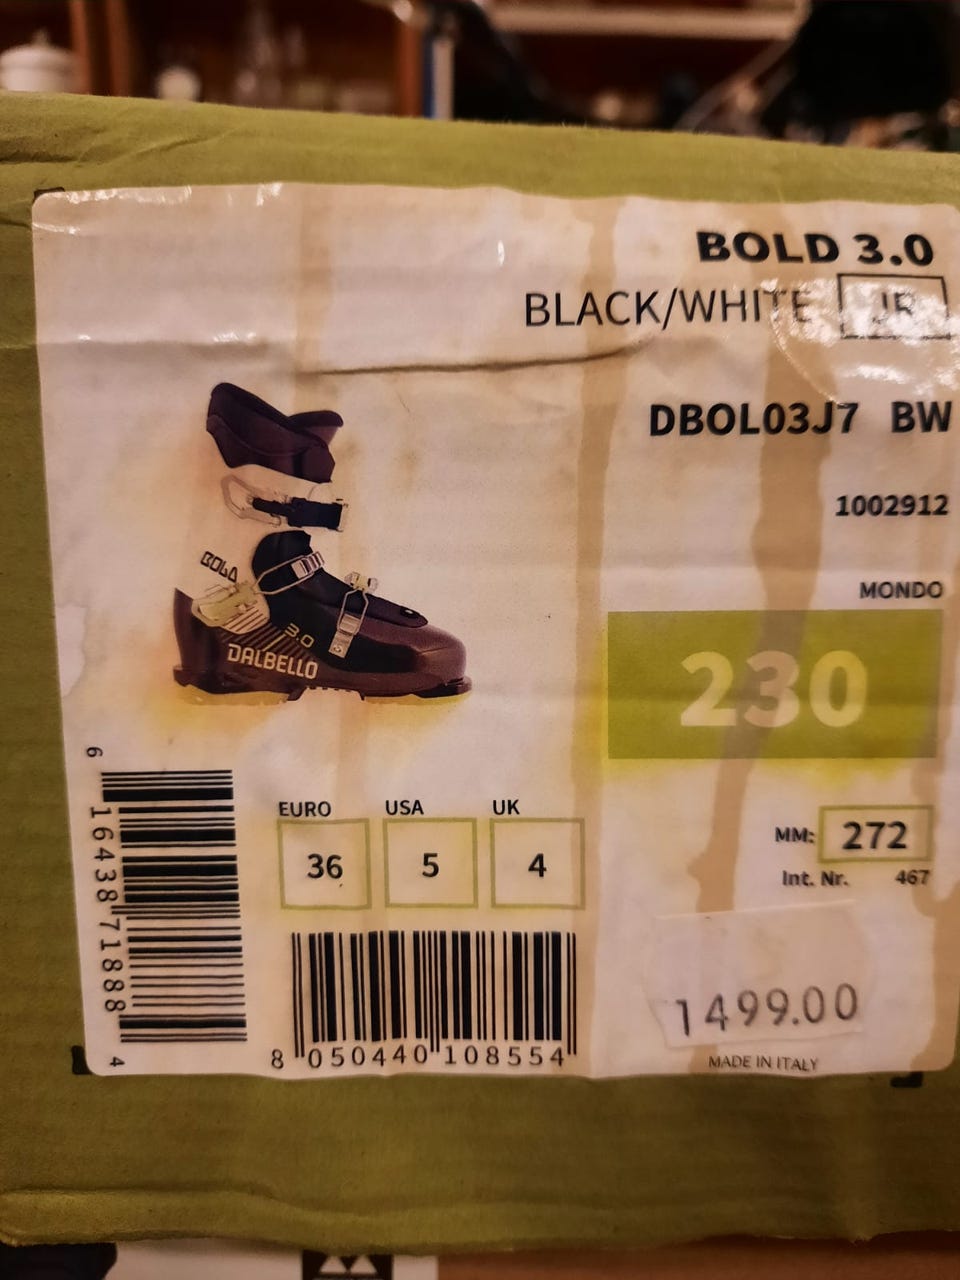 BOLD 3.0
BLACK/WHITE JR
DBOL03J7 BW
1002912
MONDO
230
BOLD
3.0
DALBELLO
EURO USA UK
36 5 4
MM: 272
Int. Nr. 467
1499.00
MADE IN ITALY
6 16438 71888 4
8 050440 108554